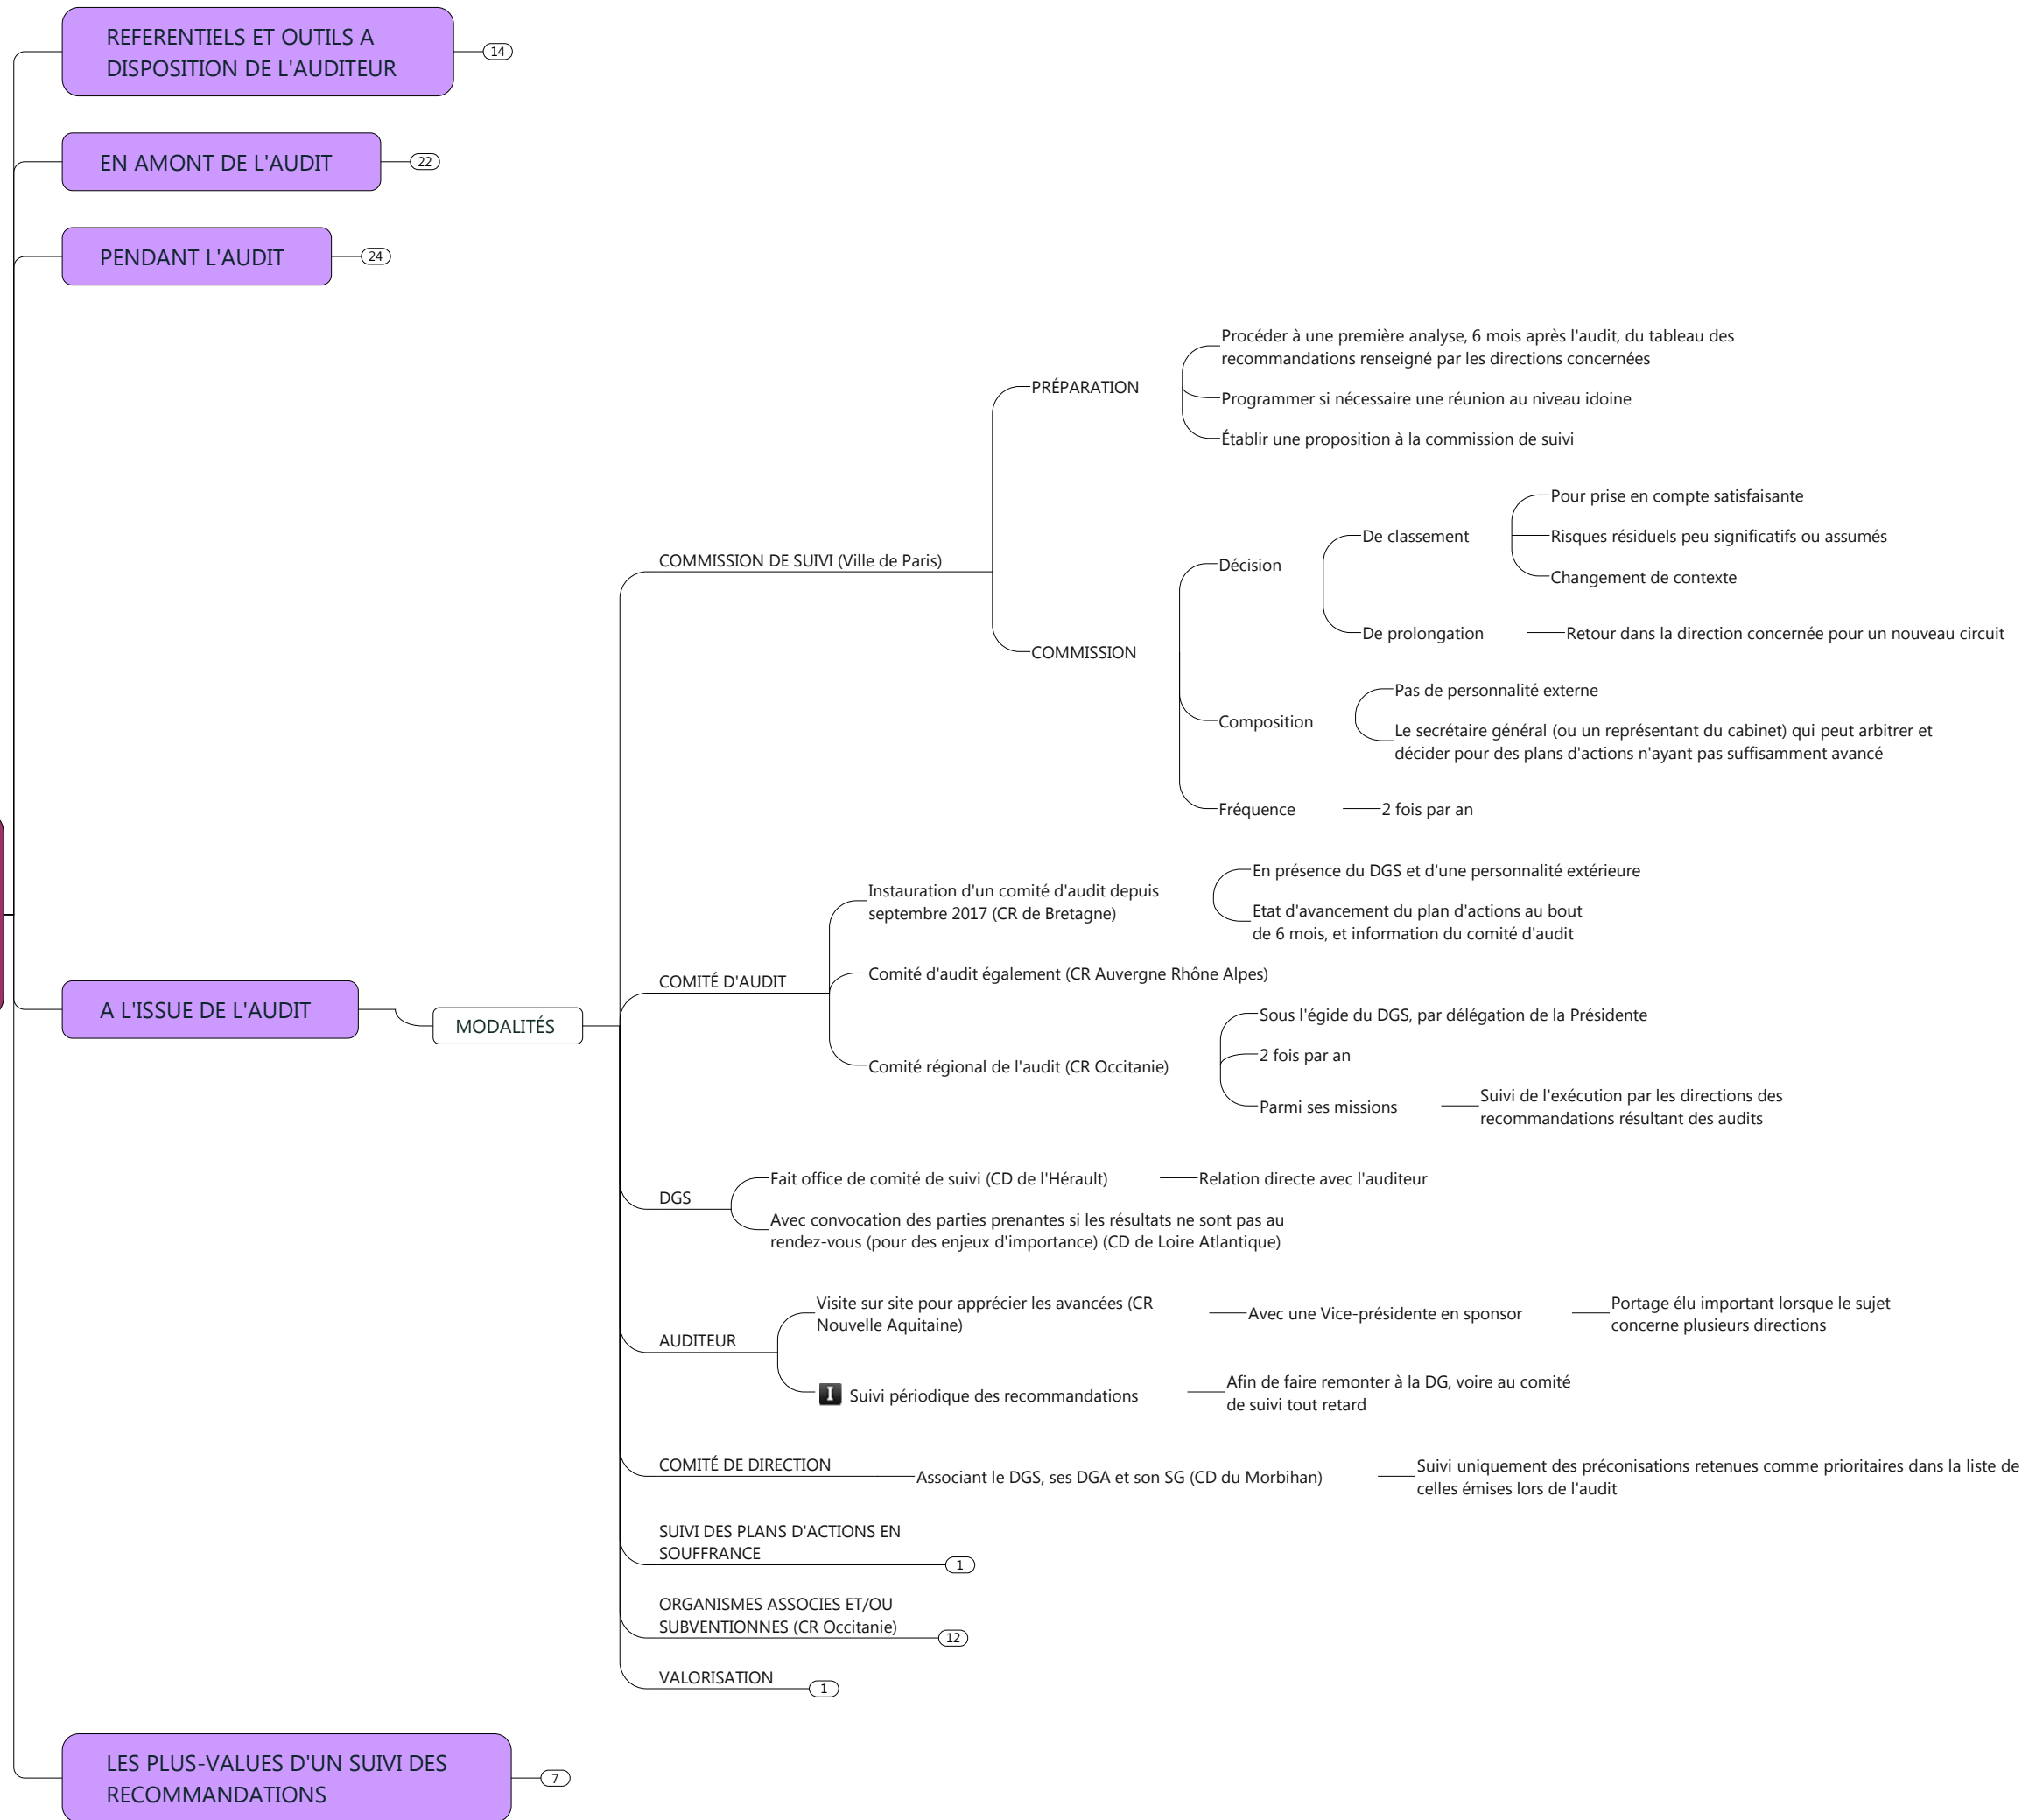 REFERENTIELS ET OUTILS A
DISPOSITION DE L'AUDITEUR
14
EN AMONT DE L'AUDIT
22
PENDANT L'AUDIT
24
A L'ISSUE DE L'AUDIT
MODALITÉS
COMMISSION DE SUIVI (Ville de Paris)
PRÉPARATION
Procéder à une première analyse, 6 mois après l'audit, du tableau des
recommandations renseigné par les directions concernées
Programmer si nécessaire une réunion au niveau idoine
Établir une proposition à la commission de suivi
COMMISSION
Décision
De classement
Pour prise en compte satisfaisante
Risques résiduels peu significatifs ou assumés
Changement de contexte
De prolongation
Retour dans la direction concernée pour un nouveau circuit
Composition
Pas de personnalité externe
Le secrétaire général (ou un représentant du cabinet) qui peut arbitrer et
décider pour des plans d'actions n'ayant pas suffisamment avancé
Fréquence
2 fois par an
COMITÉ D'AUDIT
Instauration d'un comité d'audit depuis
septembre 2017 (CR de Bretagne)
En présence du DGS et d'une personnalité extérieure
Etat d'avancement du plan d'actions au bout
de 6 mois, et information du comité d'audit
Comité d'audit également (CR Auvergne Rhône Alpes)
Comité régional de l'audit (CR Occitanie)
Sous l'égide du DGS, par délégation de la Présidente
2 fois par an
Parmi ses missions
Suivi de l'exécution par les directions des
recommandations résultant des audits
DGS
Fait office de comité de suivi (CD de l'Hérault)
Relation directe avec l'auditeur
Avec convocation des parties prenantes si les résultats ne sont pas au
rendez-vous (pour des enjeux d'importance) (CD de Loire Atlantique)
AUDITEUR
Visite sur site pour apprécier les avancées (CR
Nouvelle Aquitaine)
Avec une Vice-présidente en sponsor
Portage élu important lorsque le sujet
concerne plusieurs directions
I Suivi périodique des recommandations
Afin de faire remonter à la DG, voire au comité
de suivi tout retard
COMITÉ DE DIRECTION
Associant le DGS, ses DGA et son SG (CD du Morbihan)
Suivi uniquement des préconisations retenues comme prioritaires dans la liste de
celles émises lors de l'audit
SUIVI DES PLANS D'ACTIONS EN
SOUFFRANCE
1
ORGANISMES ASSOCIES ET/OU
SUBVENTIONNES (CR Occitanie)
12
VALORISATION
1
LES PLUS-VALUES D'UN SUIVI DES
RECOMMANDATIONS
7